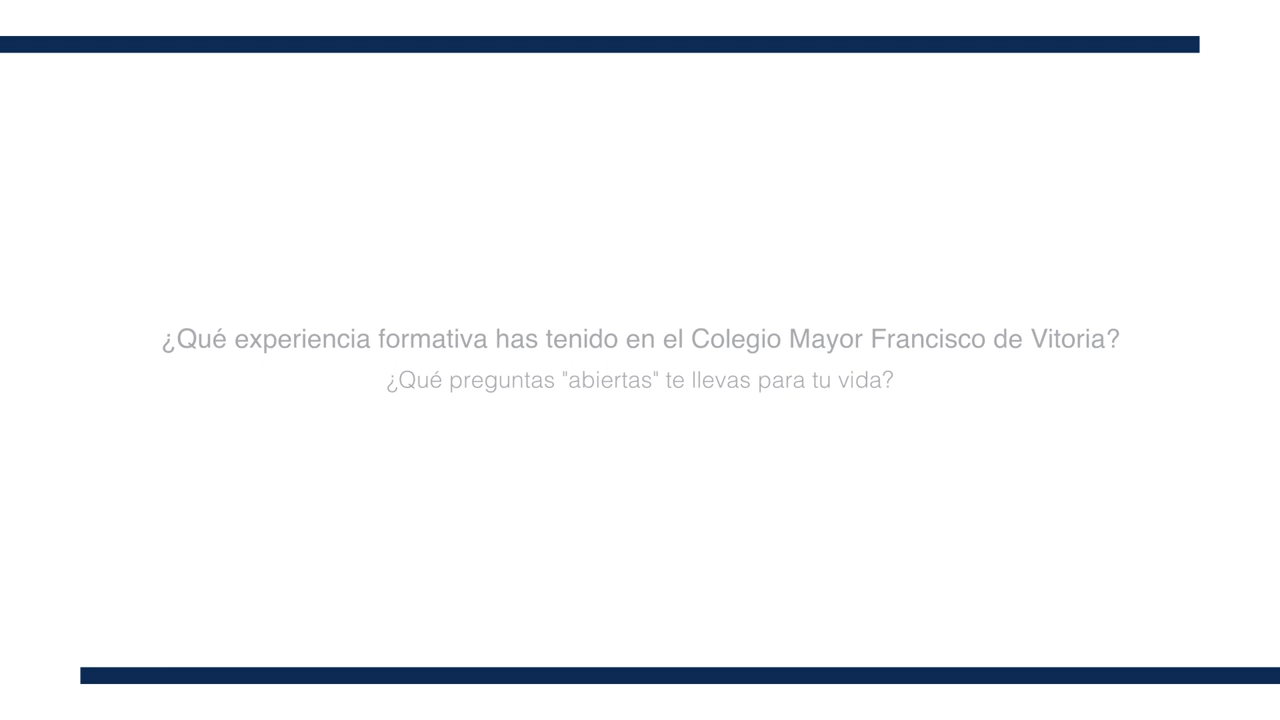 ¿Qué experiencia formativa has tenido en el Colegio Mayor Francisco de Vitoria?
¿Qué preguntas "abiertas" te llevas para tu vida?